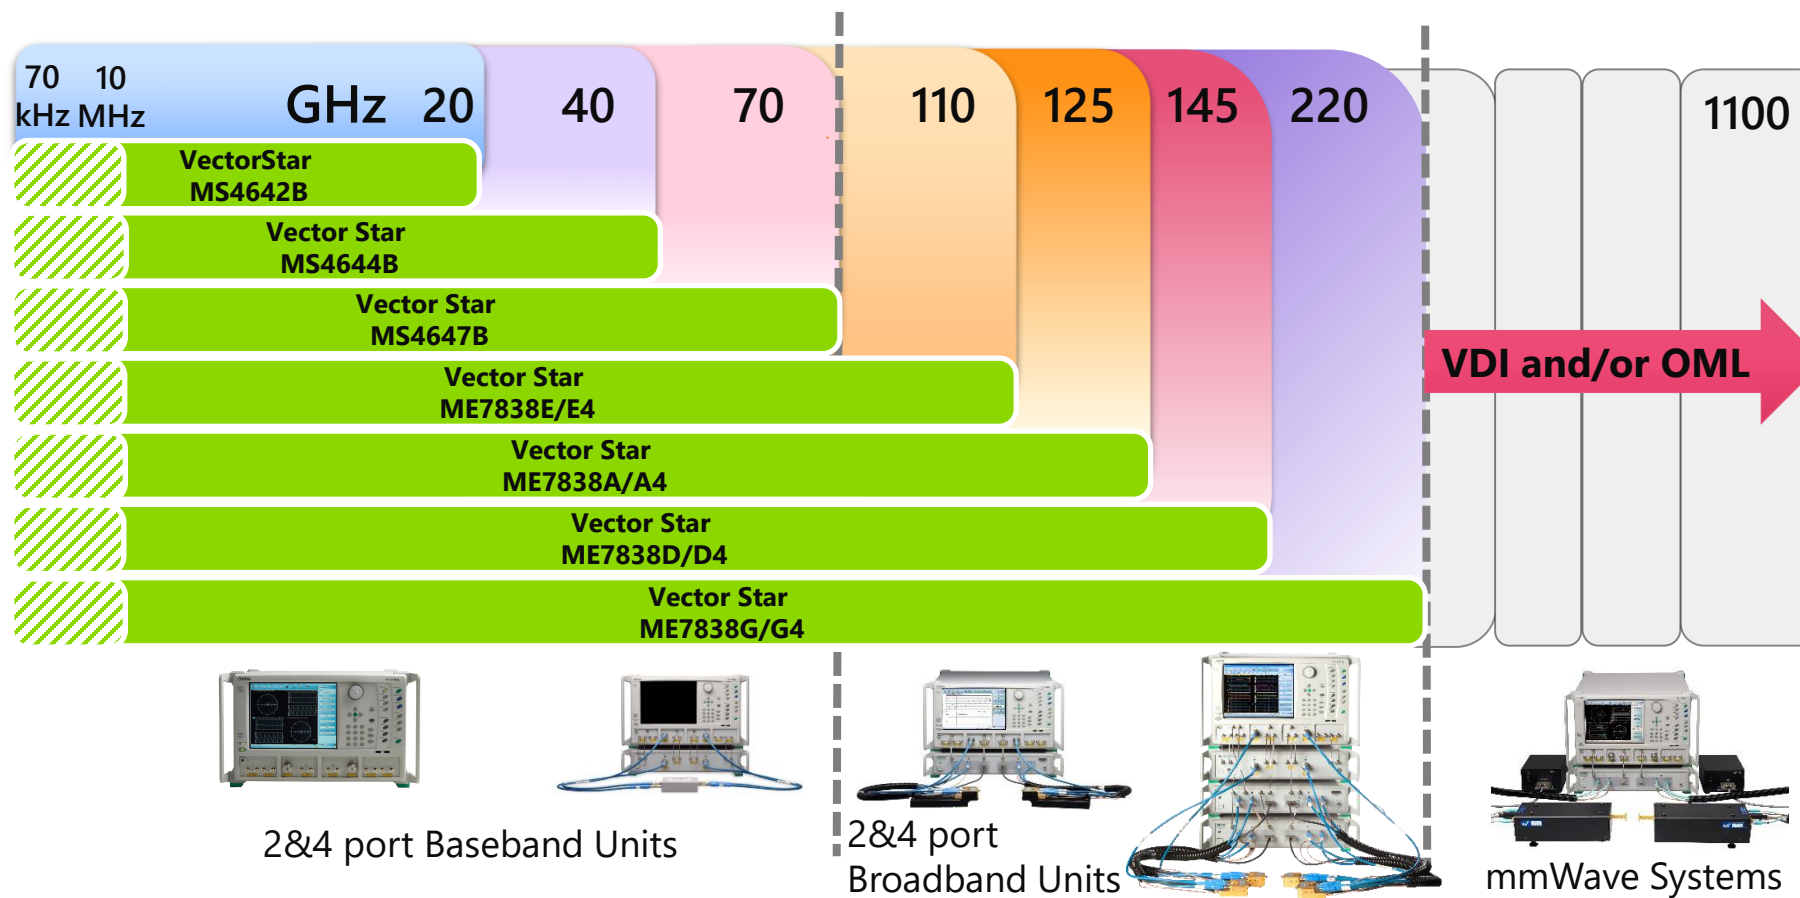 70 10
kHz MHz
GHz 20 40 70 110 125 145 220 1100
VectorStar
MS4642B
Vector Star
MS4644B
Vector Star
MS4647B
Vector Star
ME7838E/E4
Vector Star
ME7838A/A4
Vector Star
ME7838D/D4
Vector Star
ME7838G/G4
VDI and/or OML
2&4 port Baseband Units
2&4 port
Broadband Units
mmWave Systems